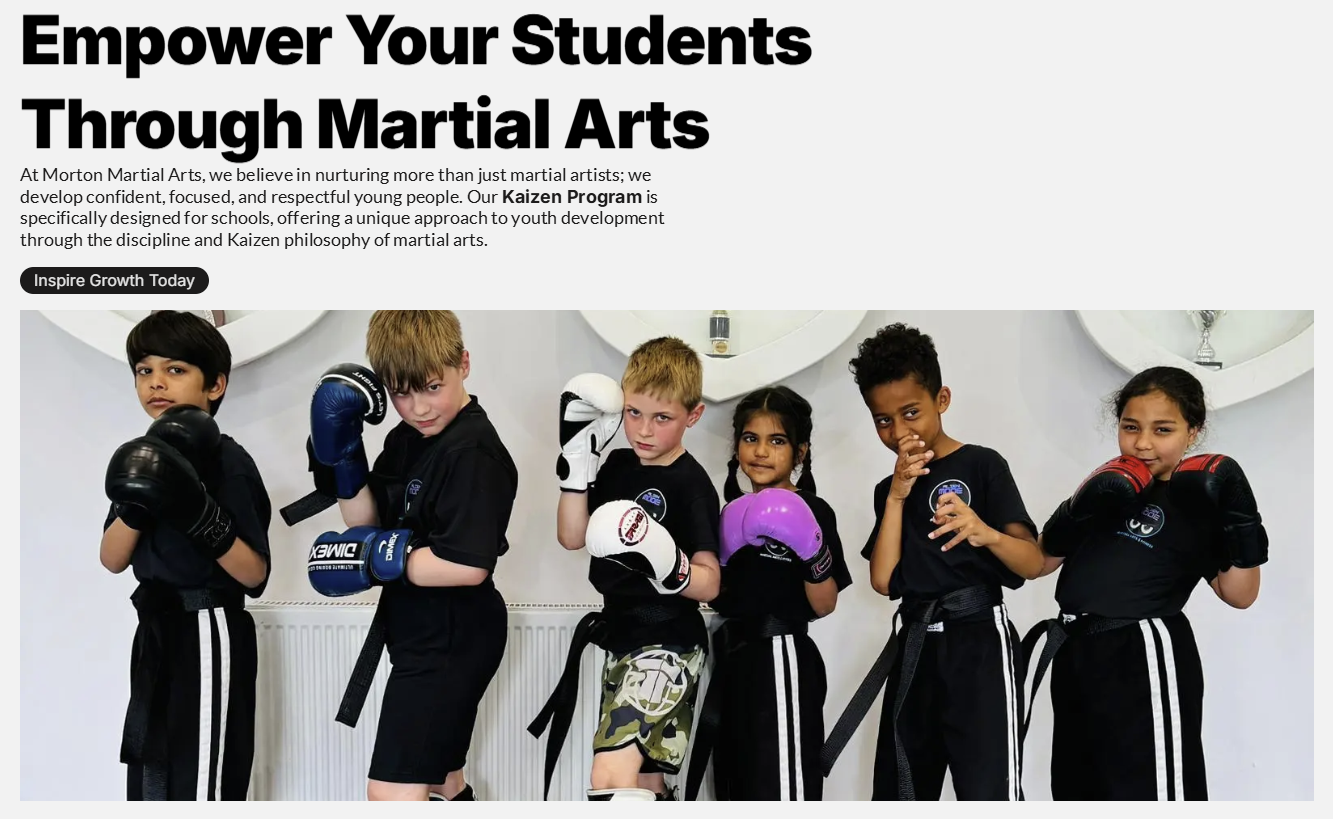 Empower Your Students
Through Martial Arts
At Morton Martial Arts, we believe in nurturing more than just martial artists; we
develop confident, focused, and respectful young people. Our Kaizen Program is
specifically designed for schools, offering a unique approach to youth development
through the discipline and Kaizen philosophy of martial arts.
Inspire Growth Today
DIMEX
DIMEX